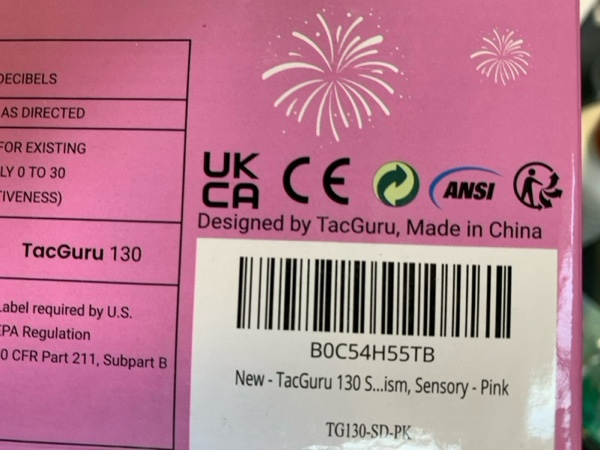 DECIBELS
AS DIRECTED
FOR EXISTING
LY 0 TO 30
TIVENESS)
TacGuru 130
Label required by U.S.
EPA Regulation
0 CFR Part 211, Subpart B
UK
CA
CE
ANSI
Designed by TacGuru, Made in China
B0C54H55TB
New - TacGuru 130 S...ism, Sensory - Pink
TG130-SD-PK